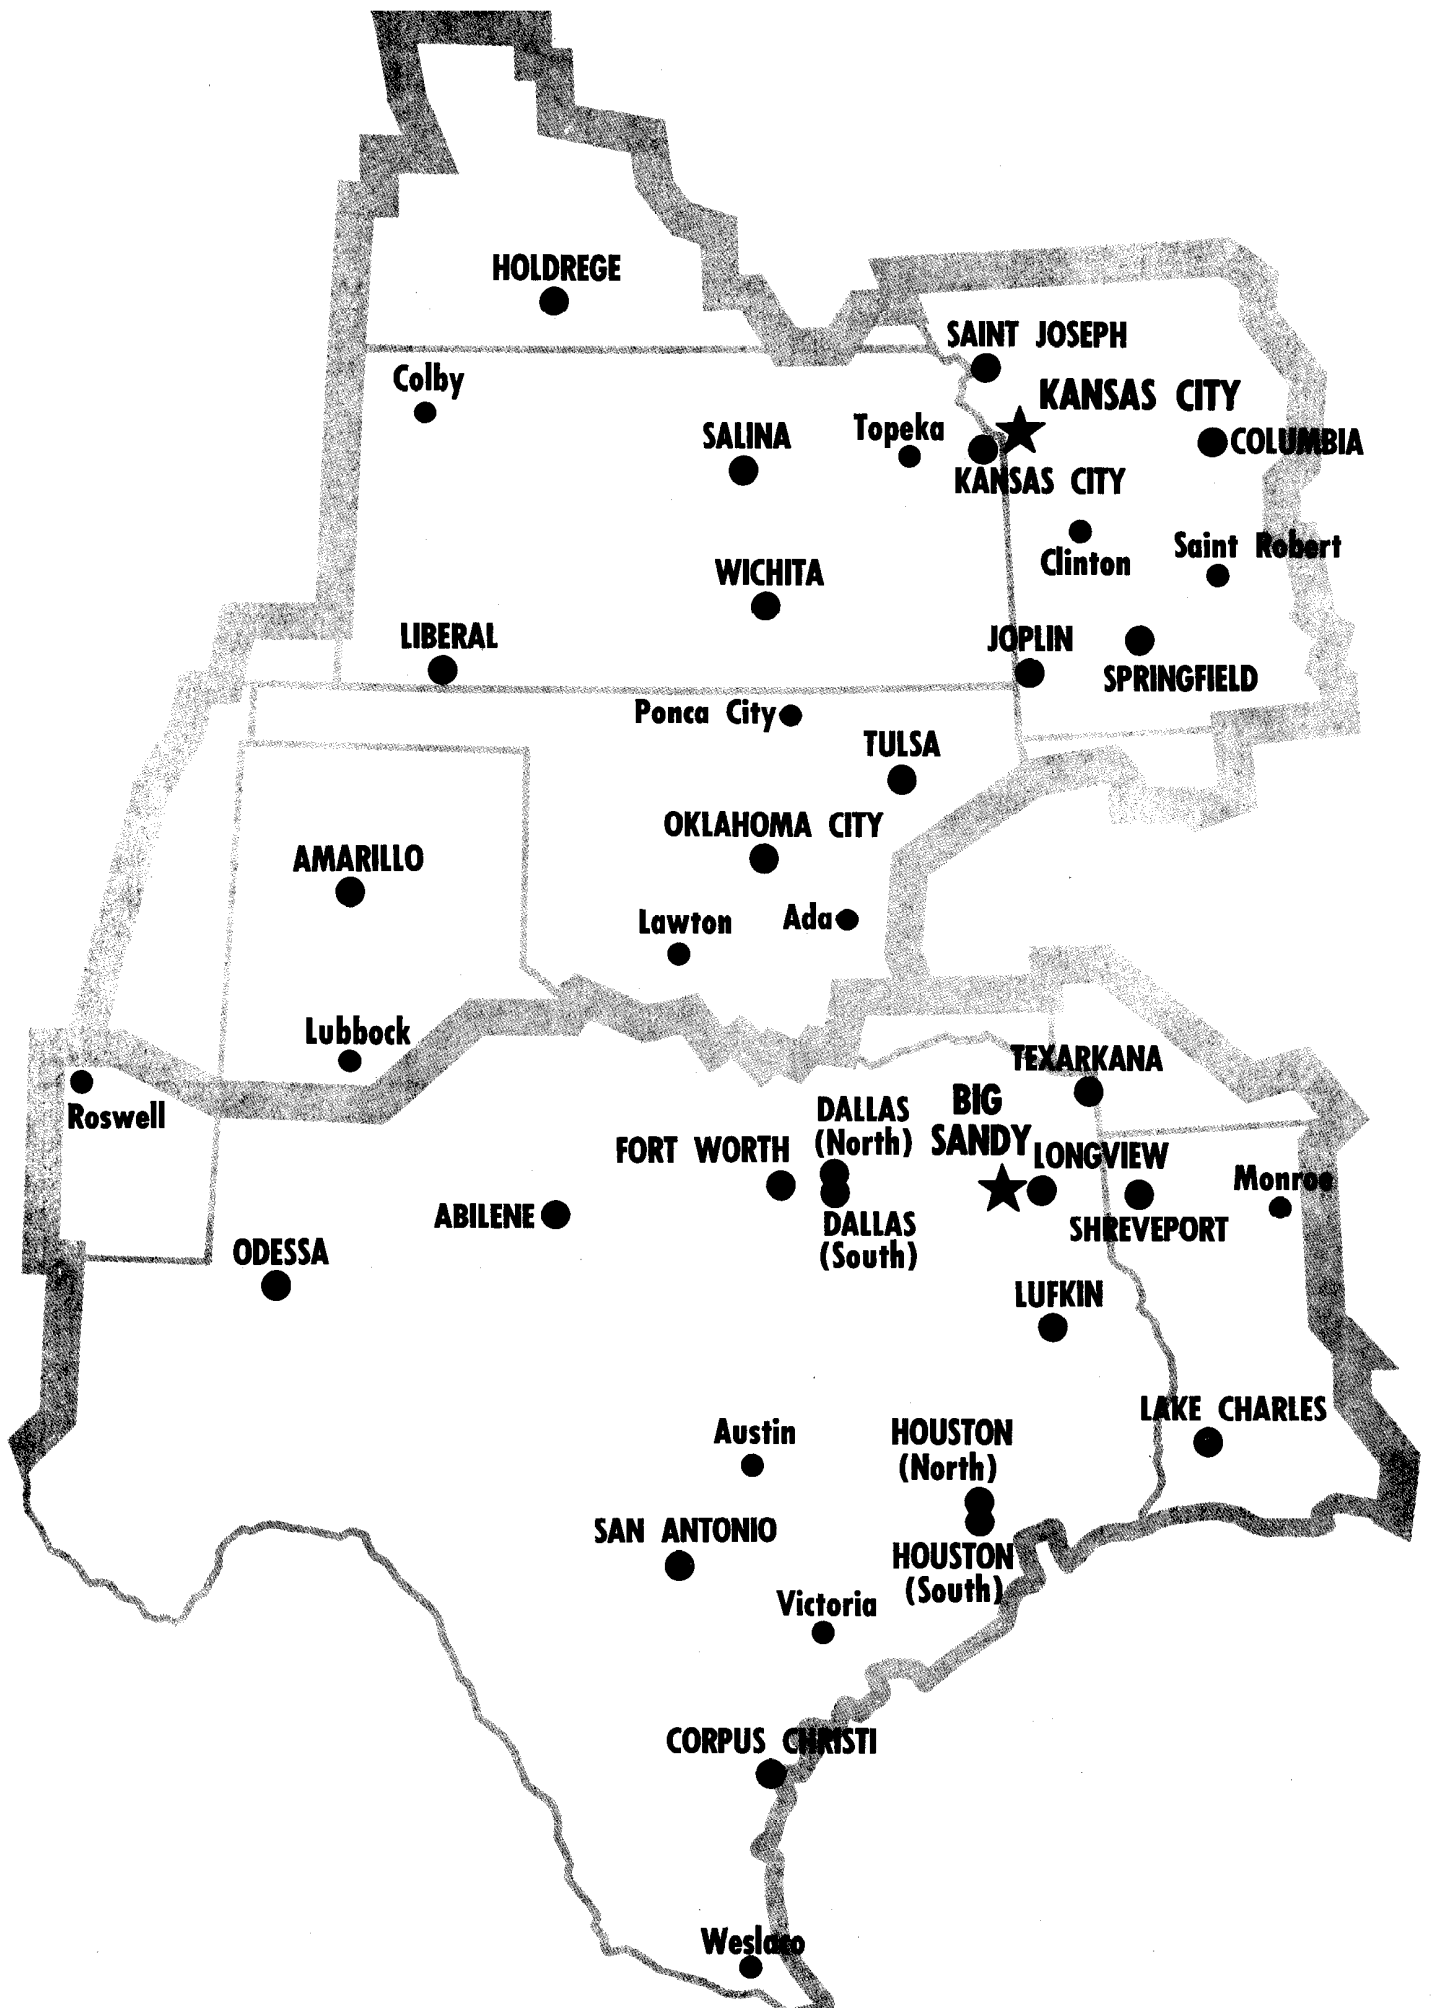 HOLDREGE
SAINT JOSEPH
Colby
KANSAS CITY
SALINA
Topeka
COLUMBIA
KANSAS CITY
Clinton
Saint Robert
WICHITA
LIBERAL
JOPLIN
SPRINGFIELD
Ponca City
TULSA
OKLAHOMA CITY
AMARILLO
Lawton
Ada
Lubbock
TEXARKANA
Roswell
BIG
SANDY
DALLAS
(North)
FORT WORTH
LONGVIEW
Monroe
ABILENE
DALLAS
(South)
SHREVEPORT
ODESSA
LUFKIN
LAKE CHARLES
Austin
HOUSTON
(North)
SAN ANTONIO
HOUSTON
(South)
Victoria
CORPUS CHRISTI
Weslaco